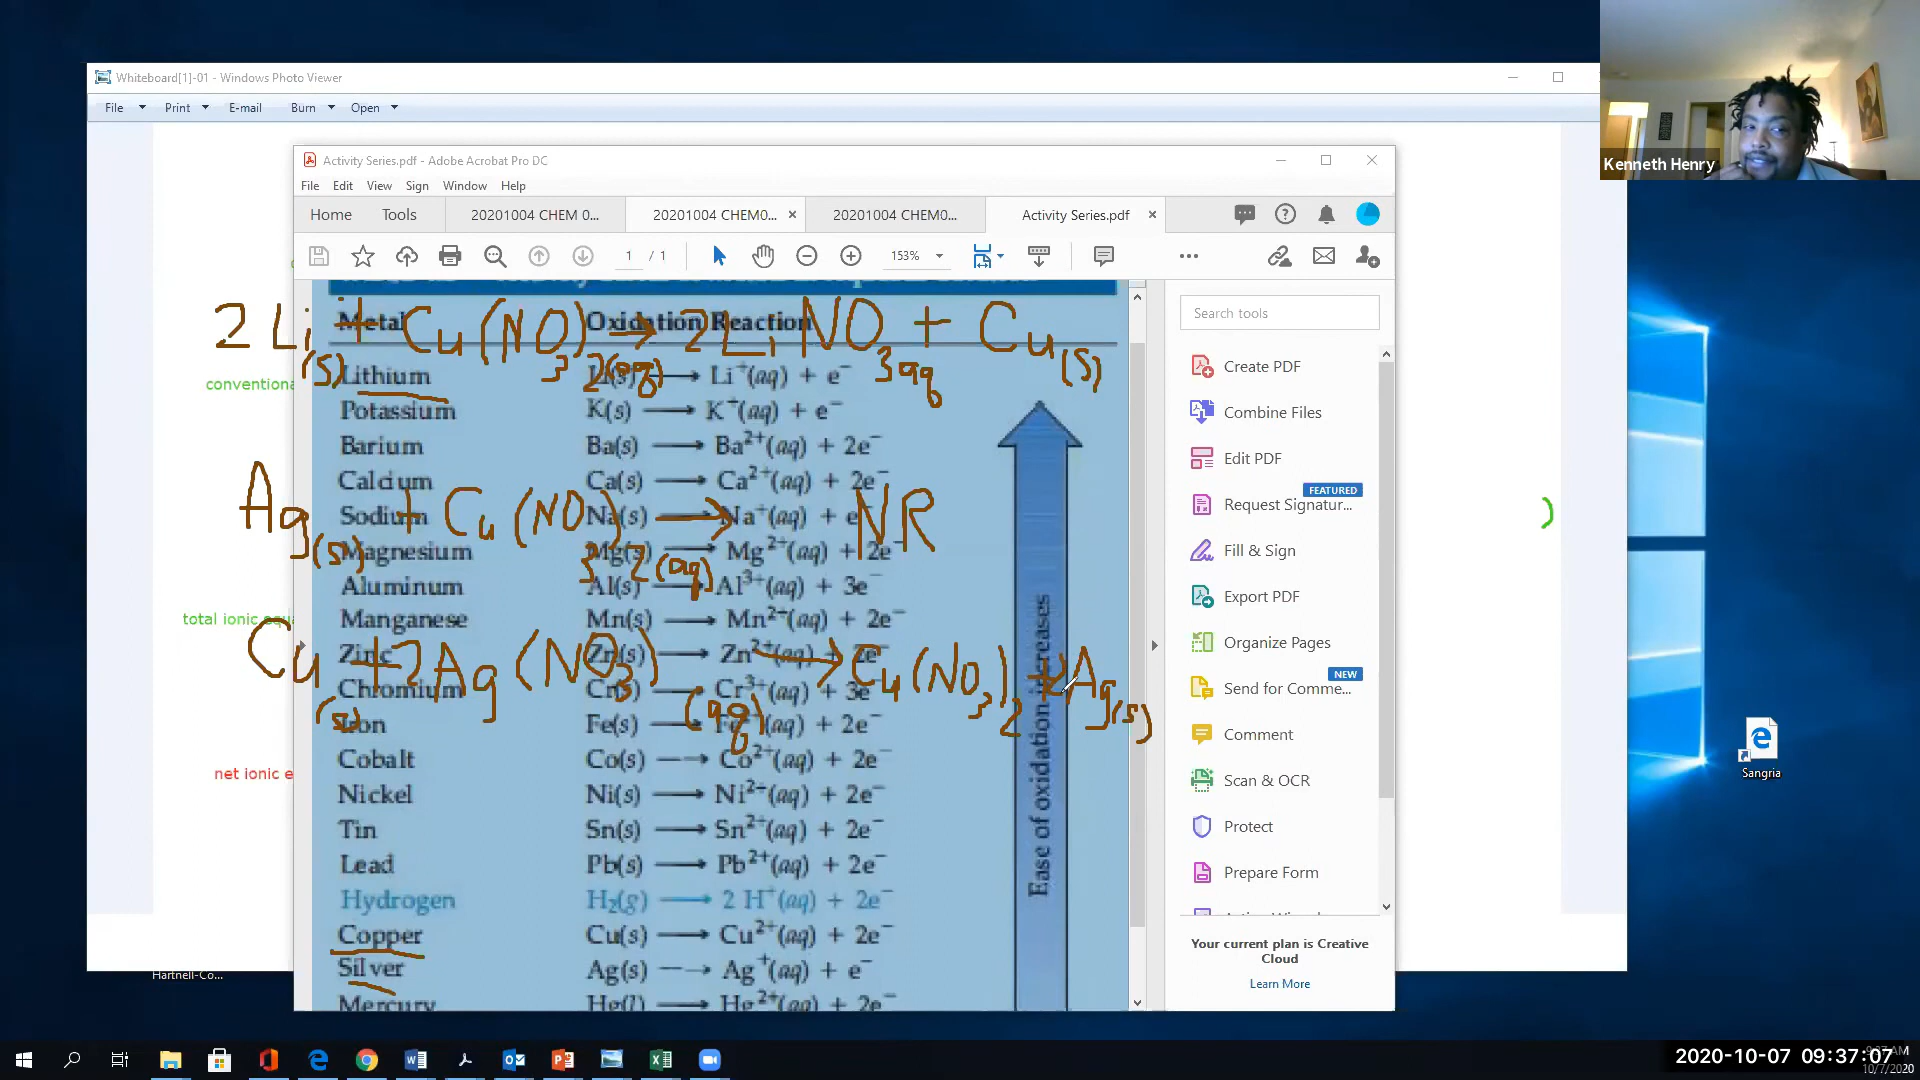 Whiteboard[1]-01 - Windows Photo Viewer
File Print E-mail Burn Open
Kenneth Henry
Activity Series.pdf - Adobe Acrobat Pro DC
File Edit View Sign Window Help
Home Tools 20201004 CHEM 0... 20201004 CHEM0... × 20201004 CHEM0... Activity Series.pdf ×
1 / 1 153%
Search tools
Metal Oxidation Reaction
2Li(s) + Cu(NO3)2(aq) → 2LiNO3aq + Cu(s)
Lithium Li(s) → Li⁺(aq) + e⁻
Potassium K(s) → K⁺(aq) + e⁻
Barium Ba(s) → Ba²⁺(aq) + 2e⁻
Calcium Ca(s) → Ca²⁺(aq) + 2e⁻
Ag(s) + Cu(NO3)2(aq) → NR
Sodium Na(s) → Na⁺(aq) + e⁻
Magnesium Mg(s) → Mg²⁺(aq) + 2e⁻
Aluminum Al(s) → Al³⁺(aq) + 3e⁻
Manganese Mn(s) → Mn²⁺(aq) + 2e⁻
Cu(s) + 2Ag(NO3)(aq) → Cu(NO3)2 + 2Ag(s)
Zinc Zn(s) → Zn²⁺(aq) + 2e⁻
Chromium Cr(s) → Cr³⁺(aq) + 3e⁻
Iron Fe(s) → Fe²⁺(aq) + 2e⁻
Cobalt Co(s) → Co²⁺(aq) + 2e⁻
Nickel Ni(s) → Ni²⁺(aq) + 2e⁻
Tin Sn(s) → Sn²⁺(aq) + 2e⁻
Lead Pb(s) → Pb²⁺(aq) + 2e⁻
Hydrogen H₂(g) → 2 H⁺(aq) + 2e⁻
Copper Cu(s) → Cu²⁺(aq) + 2e⁻
Silver Ag(s) → Ag⁺(aq) + e⁻
Mercury Hg(l) → Hg²⁺(aq) + 2e⁻
Ease of oxidation increases
conventiona
total ionic equa
net ionic e
)
Create PDF
Combine Files
Edit PDF
FEATURED
Request Signatur...
Fill & Sign
Export PDF
Organize Pages
NEW
Send for Comme...
Comment
Scan & OCR
Protect
Prepare Form
Your current plan is Creative
Cloud
Learn More
Sangria
Hartnell-Co...
2020-10-07 09:37:07
10/7/2020